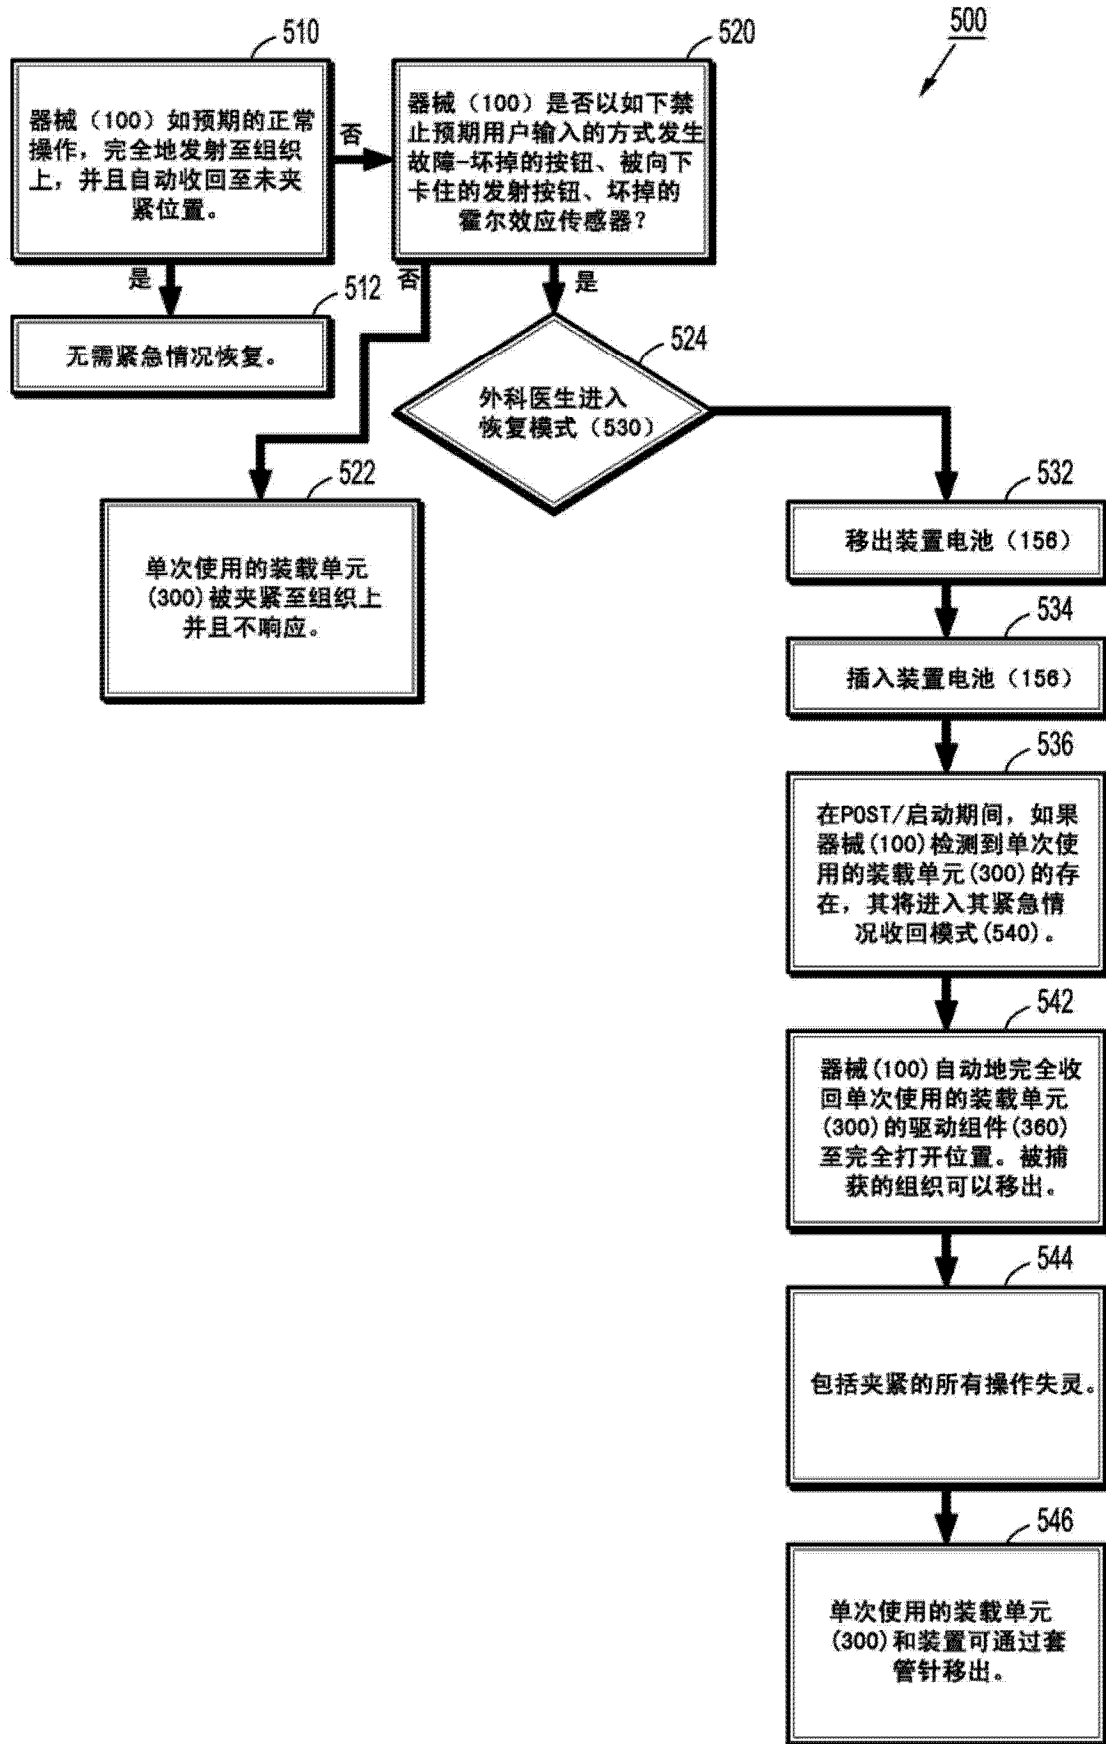 500
510
器械（100）如预期的正常
操作，完全地发射至组织
上，并且自动收回至未夹
紧位置。
否
520
器械（100）是否以如下禁
止预期用户输入的方式发生
故障-坏掉的按钮、被向下
卡住的发射按钮、坏掉的
霍尔效应传感器？
是
512
无需紧急情况恢复。
否
是
524
外科医生进入
恢复模式（530）
522
单次使用的装载单元
(300)被夹紧至组织上
并且不响应。
532
移出装置电池（156）
534
插入装置电池（156）
536
在POST/启动期间，如果
器械(100)检测到单次使
用的装载单元(300)的存
在，其将进入其紧急情
况收回模式(540)。
542
器械(100)自动地完全收
回单次使用的装载单元
(300)的驱动组件(360)
至完全打开位置。被捕
获的组织可以移出。
544
包括夹紧的所有操作失灵。
546
单次使用的装载单元
(300)和装置可通过套
管针移出。